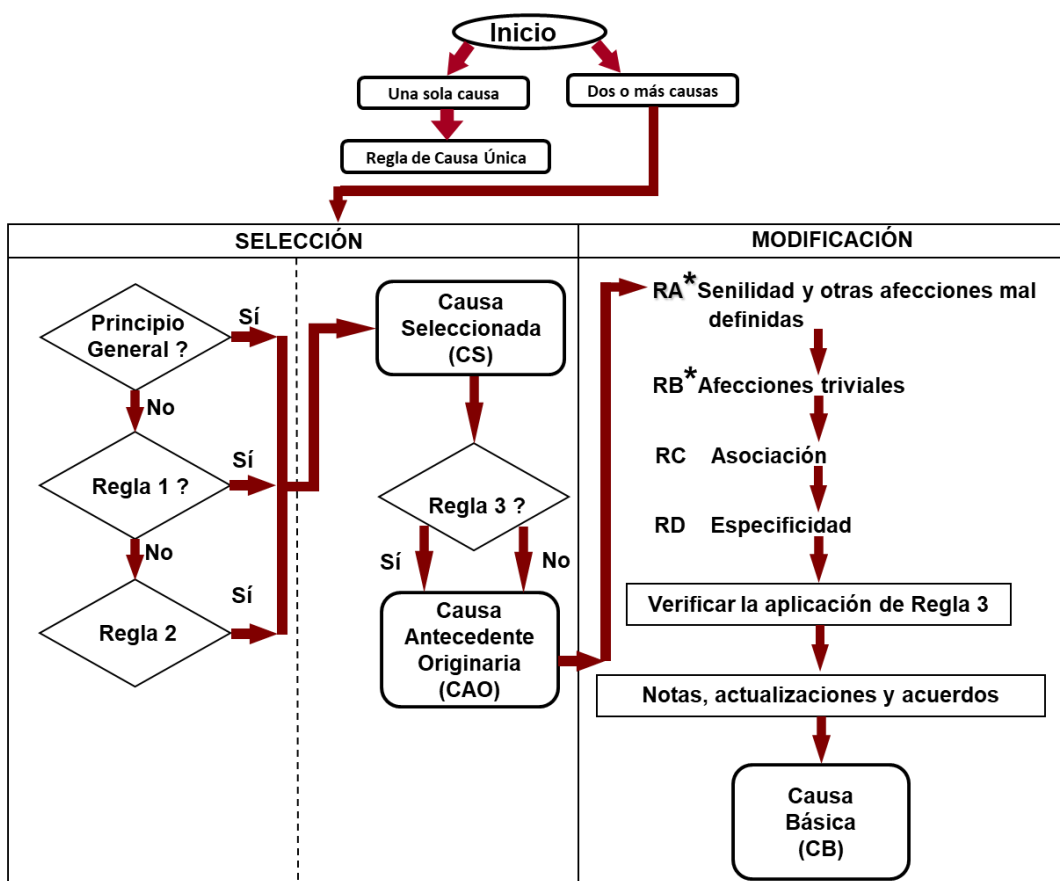 Inicio
Una sola causa
Dos o más causas
Regla de Causa Única
SELECCIÓN
MODIFICACIÓN
Principio
General ?
Sí
No
Regla 1 ?
Sí
No
Regla 2
Sí
Causa
Seleccionada
(CS)
Regla 3 ?
Sí
No
Causa
Antecedente
Originaria
(CAO)
RA* Senilidad y otras afecciones mal
definidas
RB* Afecciones triviales
RC Asociación
RD Especificidad
Verificar la aplicación de Regla 3
Notas, actualizaciones y acuerdos
Causa
Básica
(CB)